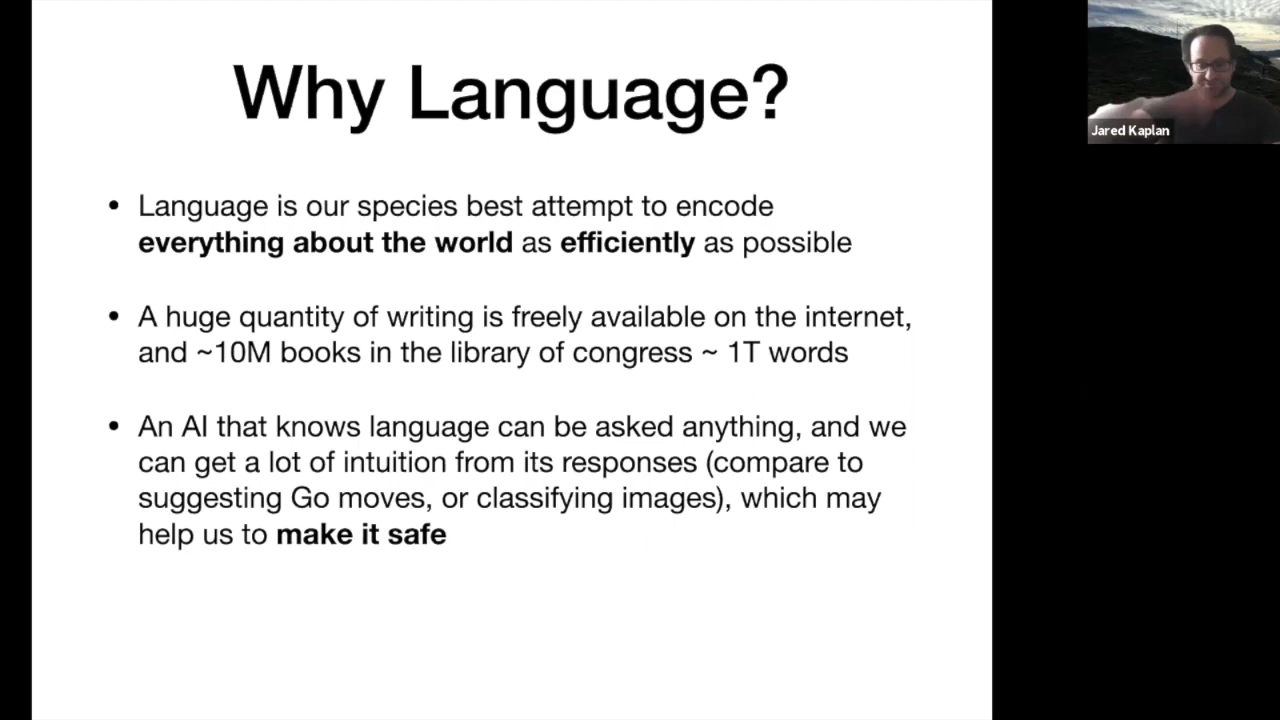 Why Language?
• Language is our species best attempt to encode
everything about the world as efficiently as possible
• A huge quantity of writing is freely available on the internet,
and ~10M books in the library of congress ~ 1T words
• An AI that knows language can be asked anything, and we
can get a lot of intuition from its responses (compare to
suggesting Go moves, or classifying images), which may
help us to make it safe
Jared Kaplan